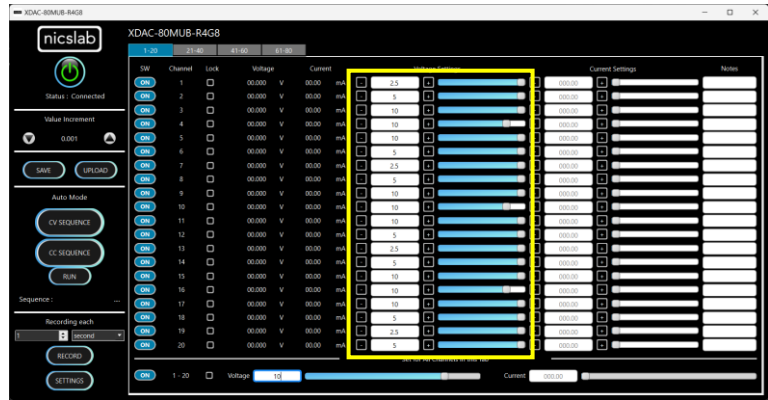 XDAC-80MUB-R4G8
nicslab
XDAC-80MUB-R4G8
1-20 21-40 41-60 61-80
SW Channel Lock Voltage Current Voltage Settings Current Settings Notes
ON 1 00.000 V 00.00 mA - 2.5 + 000.00 +
ON 2 00.000 V 00.00 mA - 5 + 000.00 +
ON 3 00.000 V 00.00 mA - 10 + 000.00 +
ON 4 00.000 V 00.00 mA - 10 + 000.00 +
ON 5 00.000 V 00.00 mA - 10 + 000.00 +
ON 6 00.000 V 00.00 mA - 5 + 000.00 +
ON 7 00.000 V 00.00 mA - 2.5 + 000.00 +
ON 8 00.000 V 00.00 mA - 5 + 000.00 +
ON 9 00.000 V 00.00 mA - 10 + 000.00 +
ON 10 00.000 V 00.00 mA - 10 + 000.00 +
ON 11 00.000 V 00.00 mA - 10 + 000.00 +
ON 12 00.000 V 00.00 mA - 5 + 000.00 +
ON 13 00.000 V 00.00 mA - 2.5 + 000.00 +
ON 14 00.000 V 00.00 mA - 5 + 000.00 +
ON 15 00.000 V 00.00 mA - 10 + 000.00 +
ON 16 00.000 V 00.00 mA - 10 + 000.00 +
ON 17 00.000 V 00.00 mA - 10 + 000.00 +
ON 18 00.000 V 00.00 mA - 5 + 000.00 +
ON 19 00.000 V 00.00 mA - 2.5 + 000.00 +
ON 20 00.000 V 00.00 mA - 5 + 000.00 +
Set for All Channels in this Tab
ON 1 - 20 Voltage 10 Current 000.00
Status : Connected
Value Increment
0.001
SAVE UPLOAD
Auto Mode
CV SEQUENCE
CC SEQUENCE
RUN
Sequence : ...
Recording each
1 second
RECORD
SETTINGS